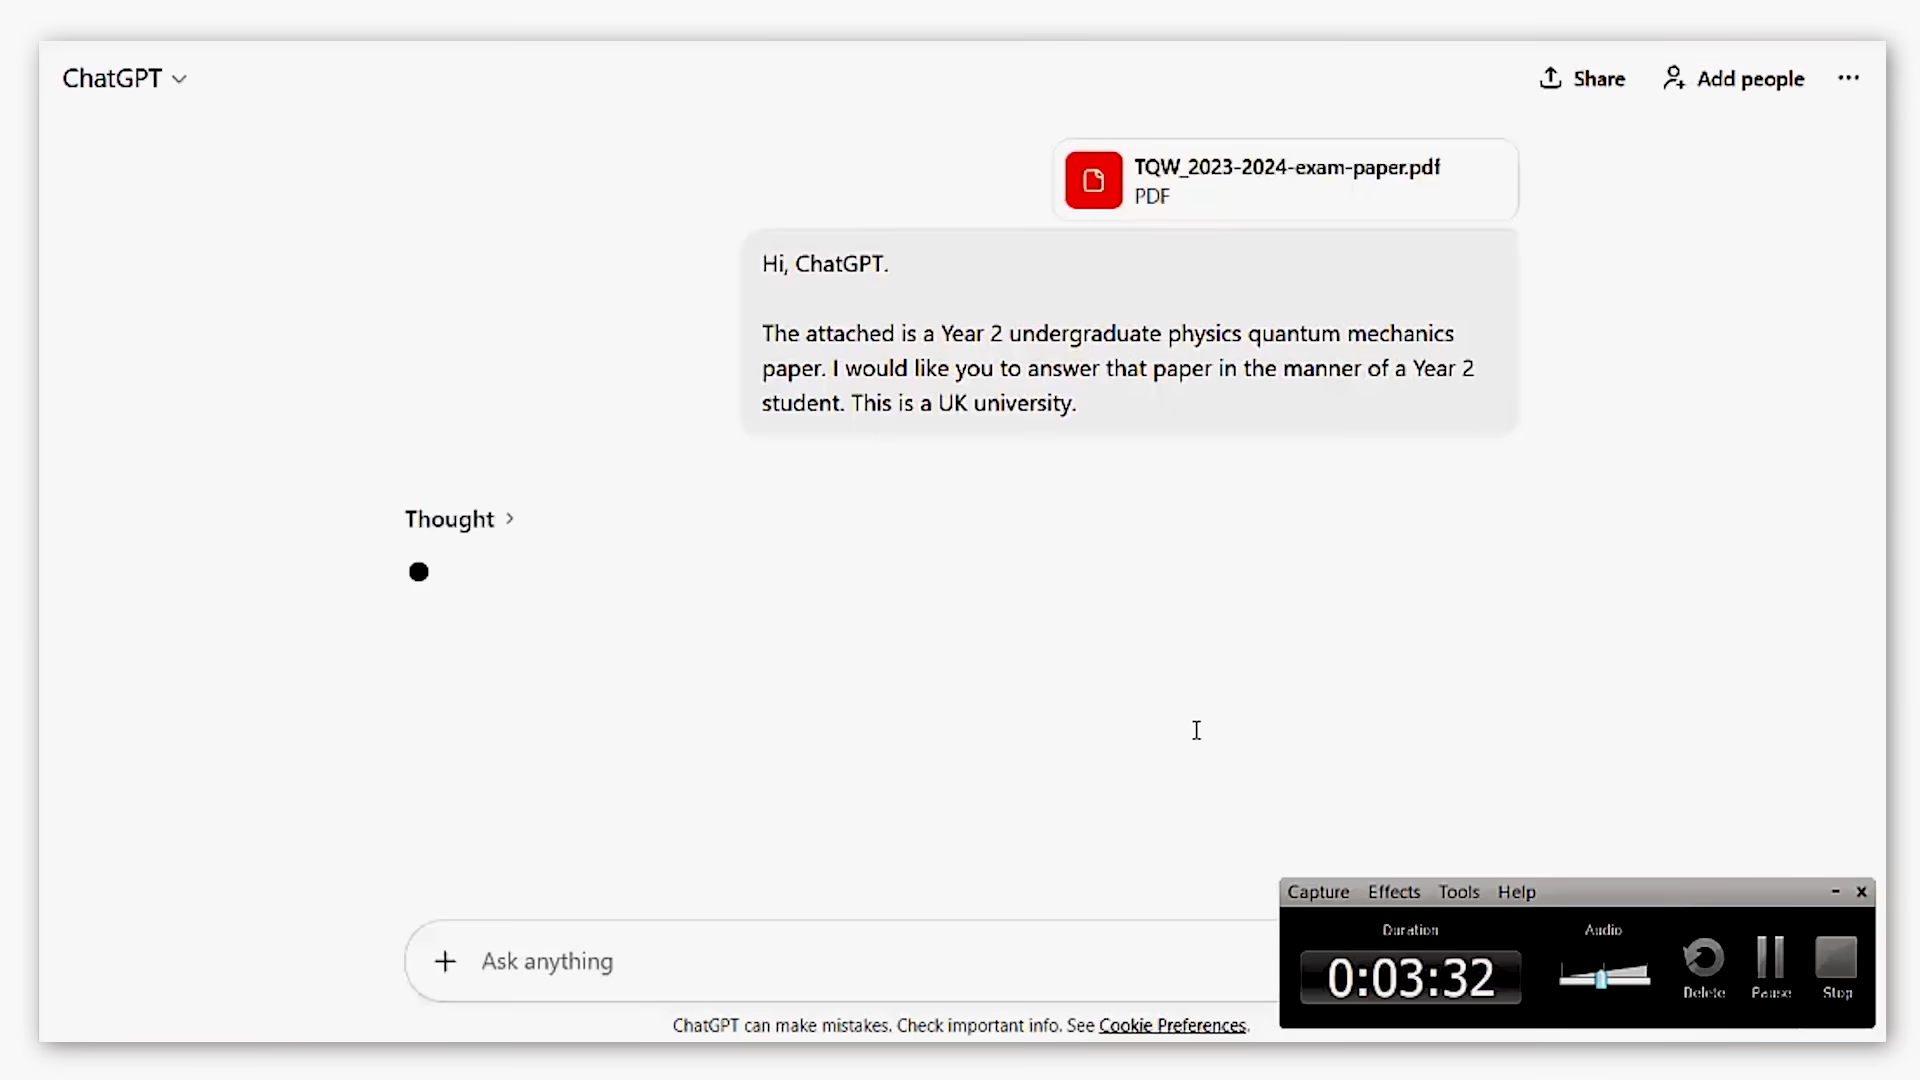 ChatGPT
Share
Add people
TQW_2023-2024-exam-paper.pdf
PDF
Hi, ChatGPT.
The attached is a Year 2 undergraduate physics quantum mechanics
paper. I would like you to answer that paper in the manner of a Year 2
student. This is a UK university.
Thought
Ask anything
ChatGPT can make mistakes. Check important info. See Cookie Preferences.
Capture Effects Tools Help
Duration
Audio
0:03:32
Delete
Pause
Stop